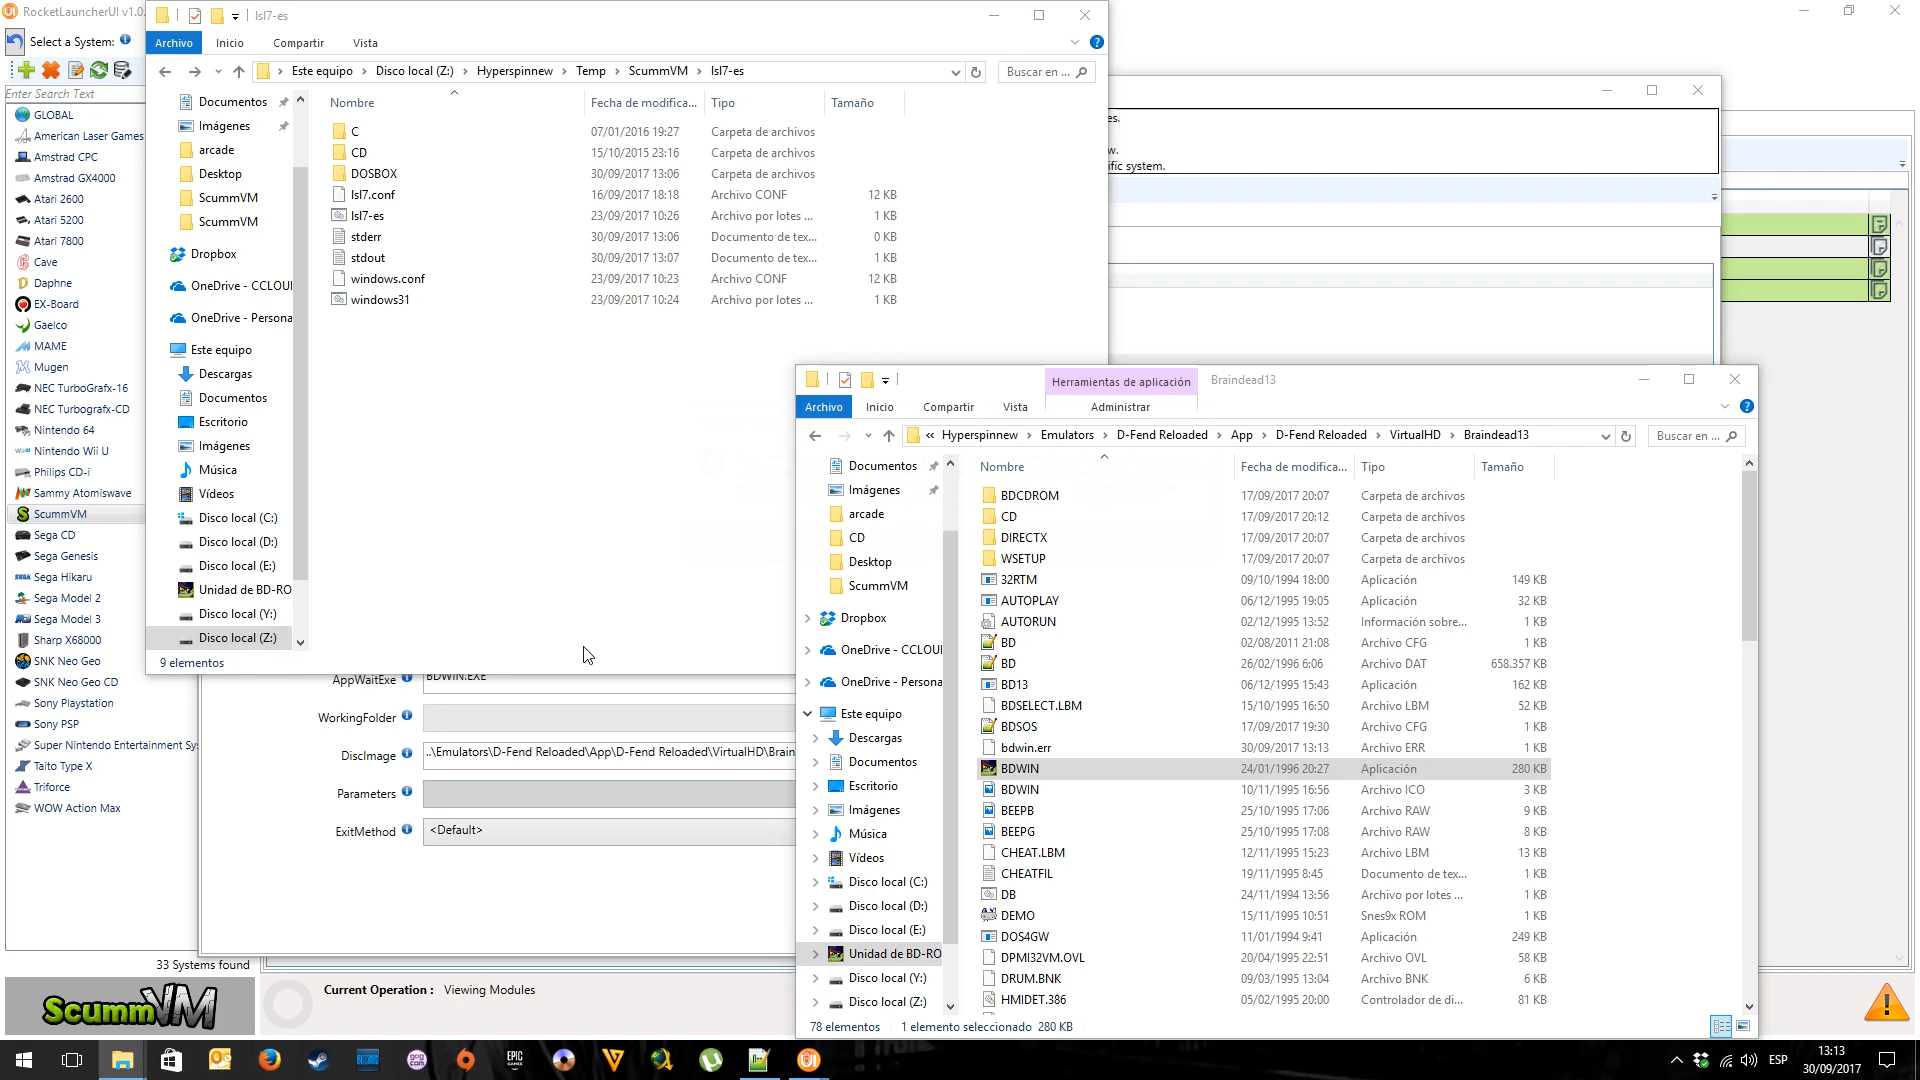 RocketLauncherUI v1.0.
Select a System:
Enter Search Text
GLOBAL
American Laser Games
Amstrad CPC
Amstrad GX4000
Atari 2600
Atari 5200
Atari 7800
Cave
Daphne
EX-Board
Gaelco
MAME
Mugen
NEC TurboGrafx-16
NEC Turbografx-CD
Nintendo 64
Nintendo Wii U
Philips CD-i
Sammy Atomiswave
ScummVM
Sega CD
Sega Genesis
Sega Hikaru
Sega Model 2
Sega Model 3
Sharp X68000
SNK Neo Geo
SNK Neo Geo CD
Sony Playstation
Sony PSP
Super Nintendo Entertainment Sy
Taito Type X
Triforce
WOW Action Max
33 Systems found
ScummVM
Current Operation : Viewing Modules
lsl7-es
Archivo Inicio Compartir Vista
Este equipo > Disco local (Z:) > Hyperspinnew > Temp > ScummVM > lsl7-es
Buscar en ...
Documentos
Imágenes
arcade
Desktop
ScummVM
ScummVM
Dropbox
OneDrive - CCLOU
OneDrive - Persona
Este equipo
Descargas
Documentos
Escritorio
Imágenes
Música
Vídeos
Disco local (C:)
Disco local (D:)
Disco local (E:)
Unidad de BD-RO
Disco local (Y:)
Disco local (Z:)
Nombre Fecha de modifica... Tipo Tamaño
C 07/01/2016 19:27 Carpeta de archivos
CD 15/10/2015 23:16 Carpeta de archivos
DOSBOX 30/09/2017 13:06 Carpeta de archivos
lsl7.conf 16/09/2017 18:18 Archivo CONF 12 KB
lsl7-es 23/09/2017 10:26 Archivo por lotes ... 1 KB
stderr 30/09/2017 13:06 Documento de tex... 0 KB
stdout 30/09/2017 13:07 Documento de tex... 1 KB
windows.conf 23/09/2017 10:23 Archivo CONF 12 KB
windows31 23/09/2017 10:24 Archivo por lotes ... 1 KB
9 elementos
es.
w.
ific system.
AppWaitExe BDWIN.EXE
WorkingFolder
DiscImage ..\Emulators\D-Fend Reloaded\App\D-Fend Reloaded\VirtualHD\Brain
Parameters
ExitMethod <Default>
Herramientas de aplicación Braindead13
Archivo Inicio Compartir Vista Administrar
« Hyperspinnew > Emulators > D-Fend Reloaded > App > D-Fend Reloaded > VirtualHD > Braindead13
Buscar en ...
Documentos
Imágenes
arcade
CD
Desktop
ScummVM
Dropbox
OneDrive - CCLOU
OneDrive - Persona
Este equipo
Descargas
Documentos
Escritorio
Imágenes
Música
Vídeos
Disco local (C:)
Disco local (D:)
Disco local (E:)
Unidad de BD-RO
Disco local (Y:)
Disco local (Z:)
Nombre Fecha de modifica... Tipo Tamaño
BDCDROM 17/09/2017 20:07 Carpeta de archivos
CD 17/09/2017 20:12 Carpeta de archivos
DIRECTX 17/09/2017 20:07 Carpeta de archivos
WSETUP 17/09/2017 20:07 Carpeta de archivos
32RTM 09/10/1994 18:00 Aplicación 149 KB
AUTOPLAY 06/12/1995 19:05 Aplicación 32 KB
AUTORUN 02/12/1995 13:52 Información sobre... 1 KB
BD 02/08/2011 21:08 Archivo CFG 1 KB
BD 26/02/1996 6:06 Archivo DAT 658.357 KB
BD13 06/12/1995 15:43 Aplicación 162 KB
BDSELECT.LBM 15/10/1995 16:50 Archivo LBM 52 KB
BDSOS 17/09/2017 19:30 Archivo CFG 1 KB
bdwin.err 30/09/2017 13:13 Archivo ERR 1 KB
BDWIN 24/01/1996 20:27 Aplicación 280 KB
BDWIN 10/11/1995 16:56 Archivo ICO 3 KB
BEEPB 25/10/1995 17:06 Archivo RAW 9 KB
BEEPG 25/10/1995 17:08 Archivo RAW 8 KB
CHEAT.LBM 12/11/1995 15:23 Archivo LBM 13 KB
CHEATFIL 19/11/1995 8:45 Documento de tex... 1 KB
DB 24/11/1994 13:56 Archivo por lotes ... 1 KB
DEMO 15/11/1995 10:51 Snes9x ROM 1 KB
DOS4GW 11/01/1994 9:41 Aplicación 249 KB
DPMI32VM.OVL 20/04/1995 22:51 Archivo OVL 58 KB
DRUM.BNK 09/03/1995 13:04 Archivo BNK 6 KB
HMIDET.386 05/02/1995 20:00 Controlador de di... 81 KB
78 elementos 1 elemento seleccionado 280 KB
EPIC
ESP
13:13
30/09/2017